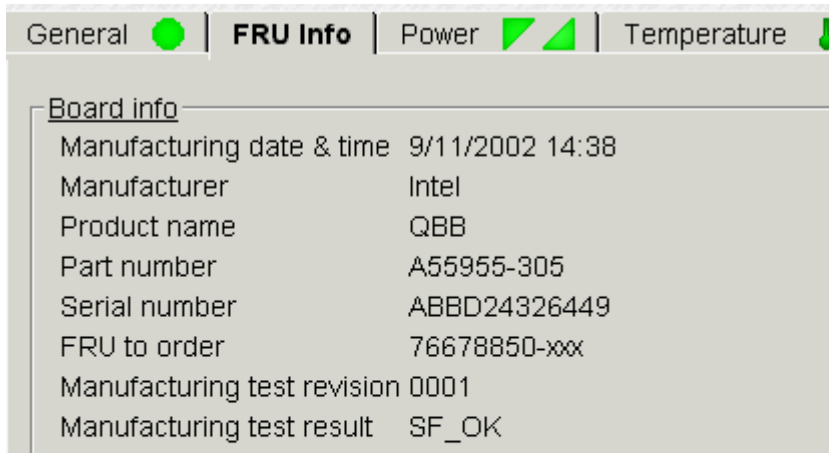 General FRU Info Power Temperature
Board info
Manufacturing date & time 9/11/2002 14:38
Manufacturer Intel
Product name QBB
Part number A55955-305
Serial number ABBD24326449
FRU to order 76678850-xxx
Manufacturing test revision 0001
Manufacturing test result SF_OK